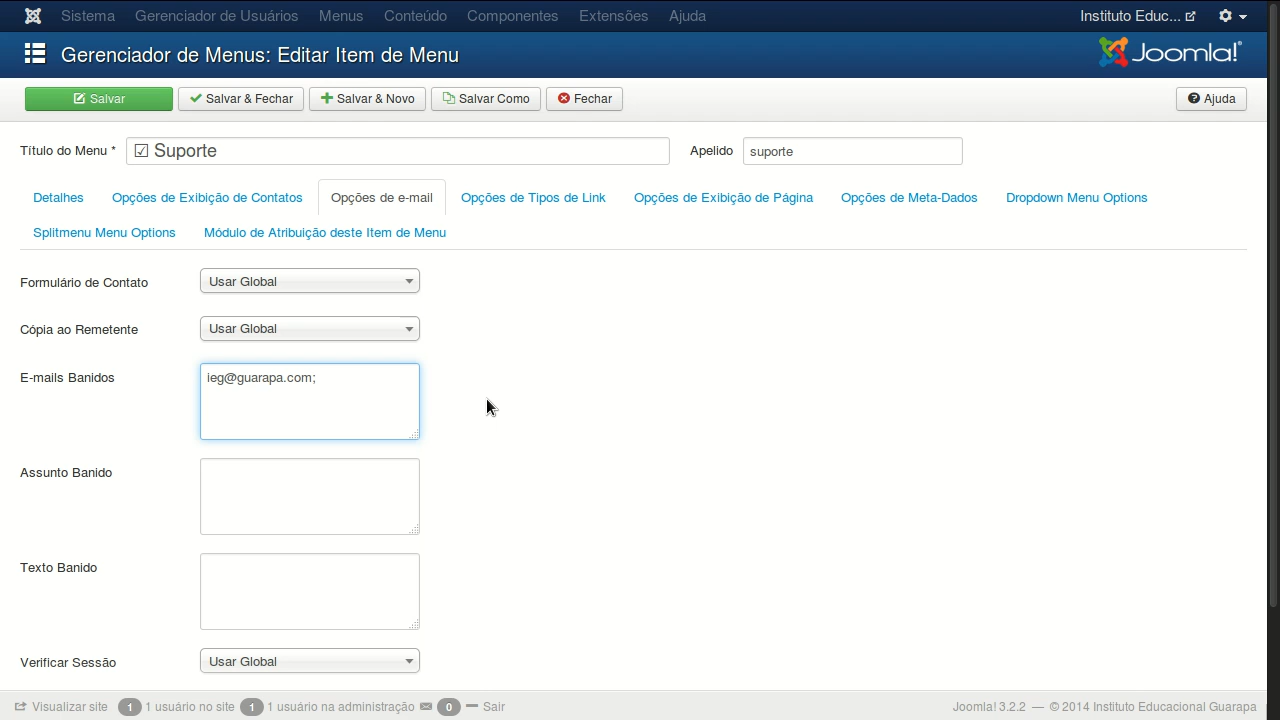 Sistema Gerenciador de Usuários Menus Conteúdo Componentes Extensões Ajuda Instituto Educ...
Gerenciador de Menus: Editar Item de Menu Joomla!®
Salvar Salvar & Fechar Salvar & Novo Salvar Como Fechar Ajuda
Título do Menu * ☑ Suporte Apelido suporte
Detalhes Opções de Exibição de Contatos Opções de e-mail Opções de Tipos de Link Opções de Exibição de Página Opções de Meta-Dados Dropdown Menu Options
Splitmenu Menu Options Módulo de Atribuição deste Item de Menu
Formulário de Contato Usar Global
Cópia ao Remetente Usar Global
E-mails Banidos ieg@guarapa.com;
Assunto Banido
Texto Banido
Verificar Sessão Usar Global
Visualizar site 1 1 usuário no site 1 1 usuário na administração 0 Sair Joomla! 3.2.2 — © 2014 Instituto Educacional Guarapa